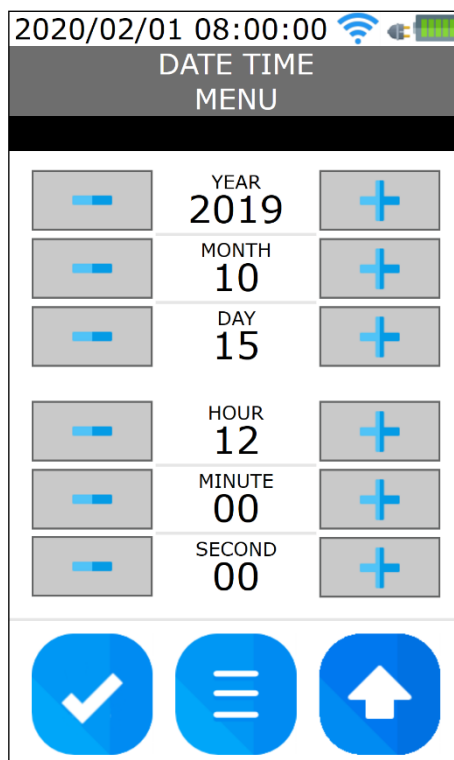 2020/02/01 08:00:00
DATE TIME
MENU
YEAR
2019
MONTH
10
DAY
15
HOUR
12
MINUTE
00
SECOND
00